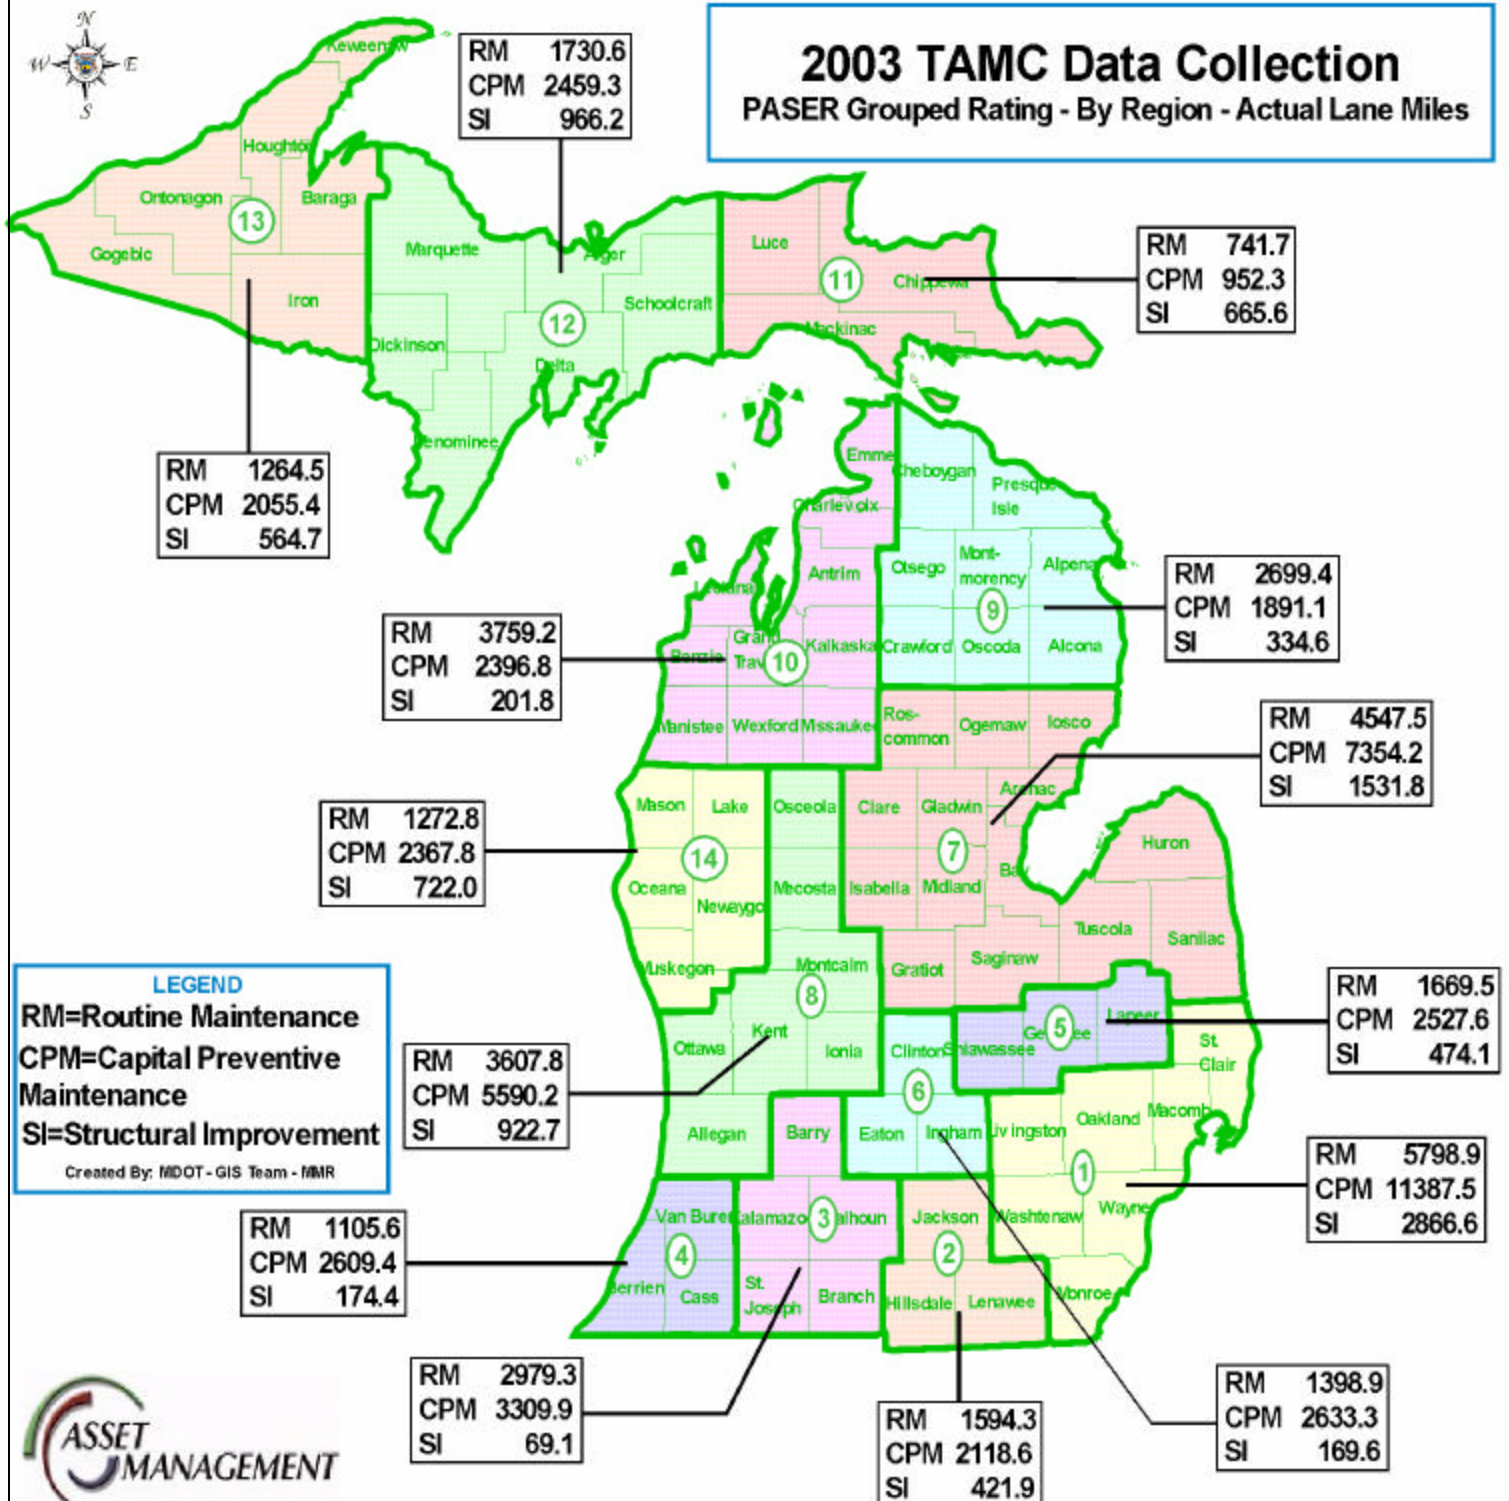 N
W E
S
2003 TAMC Data Collection
PASER Grouped Rating - By Region - Actual Lane Miles
RM 1730.6
CPM 2459.3
SI 966.2
Keweenaw
Houghton
Ontonagon
Baraga
13
Gogebic
Iron
Marquette
Alger
Schoolcraft
12
Dickinson
Delta
Menominee
Luce
11
Chippewa
Mackinac
RM 741.7
CPM 952.3
SI 665.6
RM 1264.5
CPM 2055.4
SI 564.7
Emme
Cheboygan
Presque
Isle
Charlevoix
Antrim
Otsego
Mont-
morency
Alpena
9
Crawford
Oscoda
Alcona
RM 2699.4
CPM 1891.1
SI 334.6
RM 3759.2
CPM 2396.8
SI 201.8
Leelana
Grand
Trav
Benzie
10
Kalkaska
Manistee
Wexford
Missaukee
Ros-
common
Ogemaw
Iosco
RM 4547.5
CPM 7354.2
SI 1531.8
RM 1272.8
CPM 2367.8
SI 722.0
Mason
Lake
14
Oceana
Newaygo
Muskegon
Osceola
Mecosta
Clare
Gladwin
Arenac
7
Isabella
Midland
Bay
Huron
Tuscola
Sanilac
Gratiot
Saginaw
Montcalm
8
Kent
Ottawa
Ionia
Allegan
LEGEND
RM=Routine Maintenance
CPM=Capital Preventive
Maintenance
SI=Structural Improvement
Created By: MDOT - GIS Team - MMR
RM 3607.8
CPM 5590.2
SI 922.7
Clinton
Shiawassee
Ge
5
ee
Lapeer
RM 1669.5
CPM 2527.6
SI 474.1
6
Eaton
Ingham
Barry
St.
Clair
Livingston
Oakland
Macomb
1
Washtenaw
Wayne
Monroe
RM 5798.9
CPM 11387.5
SI 2866.6
RM 1105.6
CPM 2609.4
SI 174.4
Van Bure
4
Berrien
Cass
Kalamazo
3
alhoun
St.
Joseph
Branch
Jackson
2
Hillsdale
Lenawee
RM 2979.3
CPM 3309.9
SI 69.1
RM 1594.3
CPM 2118.6
SI 421.9
RM 1398.9
CPM 2633.3
SI 169.6
ASSET
MANAGEMENT